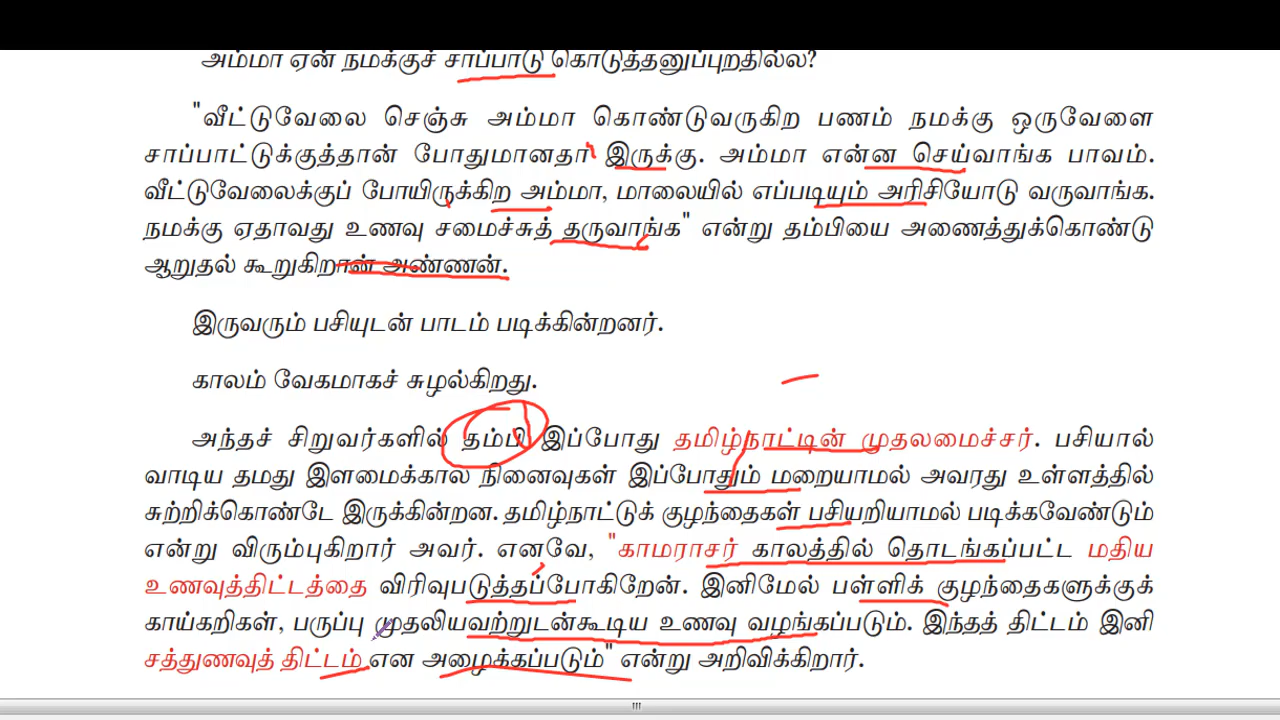 அம்மா ஏன் நமக்குச் சாப்பாடு கொடுத்தனுப்புறதில்ல?
"வீட்டுவேலை செஞ்சு அம்மா கொண்டுவருகிற பணம் நமக்கு ஒருவேளை
சாப்பாட்டுக்குத்தான் போதுமானதா இருக்கு. அம்மா என்ன செய்வாங்க பாவம்.
வீட்டுவேலைக்குப் போயிருக்கிற அம்மா, மாலையில் எப்படியும் அரிசியோடு வருவாங்க.
நமக்கு ஏதாவது உணவு சமைச்சுத் தருவாங்க" என்று தம்பியை அணைத்துக்கொண்டு
ஆறுதல் கூறுகிறான் அண்ணன்.
இருவரும் பசியுடன் பாடம் படிக்கின்றனர்.
காலம் வேகமாகச் சுழல்கிறது.
அந்தச் சிறுவர்களில் தம்பி இப்போது தமிழ்நாட்டின் முதலமைச்சர். பசியால்
வாடிய தமது இளமைக்கால நினைவுகள் இப்போதும் மறையாமல் அவரது உள்ளத்தில்
சுற்றிக்கொண்டே இருக்கின்றன. தமிழ்நாட்டுக் குழந்தைகள் பசியறியாமல் படிக்கவேண்டும்
என்று விரும்புகிறார் அவர். எனவே, "காமராசர் காலத்தில் தொடங்கப்பட்ட மதிய
உணவுத்திட்டத்தை விரிவுபடுத்தப்போகிறேன். இனிமேல் பள்ளிக் குழந்தைகளுக்குக்
காய்கறிகள், பருப்பு முதலியவற்றுடன்கூடிய உணவு வழங்கப்படும். இந்தத் திட்டம் இனி
சத்துணவுத் திட்டம் என அழைக்கப்படும்" என்று அறிவிக்கிறார்.